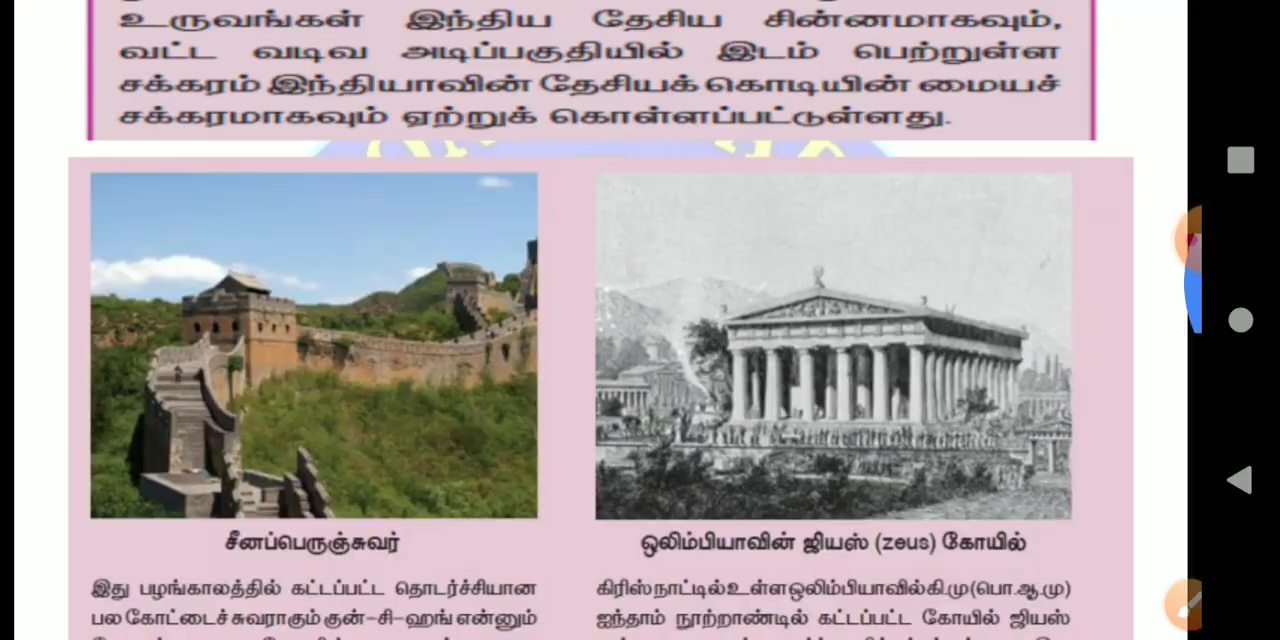 உருவங்கள் இந்திய தேசிய சின்னமாகவும்,
வட்ட வடிவ அடிப்பகுதியில் இடம் பெற்றுள்ள
சக்கரம் இந்தியாவின் தேசியக் கொடியின் மையச்
சக்கரமாகவும் ஏற்றுக் கொள்ளப்பட்டுள்ளது.
சீனப்பெருஞ்சுவர்
இது பழங்காலத்தில் கட்டப்பட்ட தொடர்ச்சியான
பல கோட்டைச் சுவராகும் குன்-சி-ஹங் என்னும்
ஒலிம்பியாவின் ஜியஸ் (zeus) கோயில்
கிரிஸ் நாட்டில் உள்ள ஒலிம்பியாவில் கி.மு (பொ.ஆ.மு)
ஐந்தாம் நூற்றாண்டில் கட்டப்பட்ட கோயில் ஜியஸ்